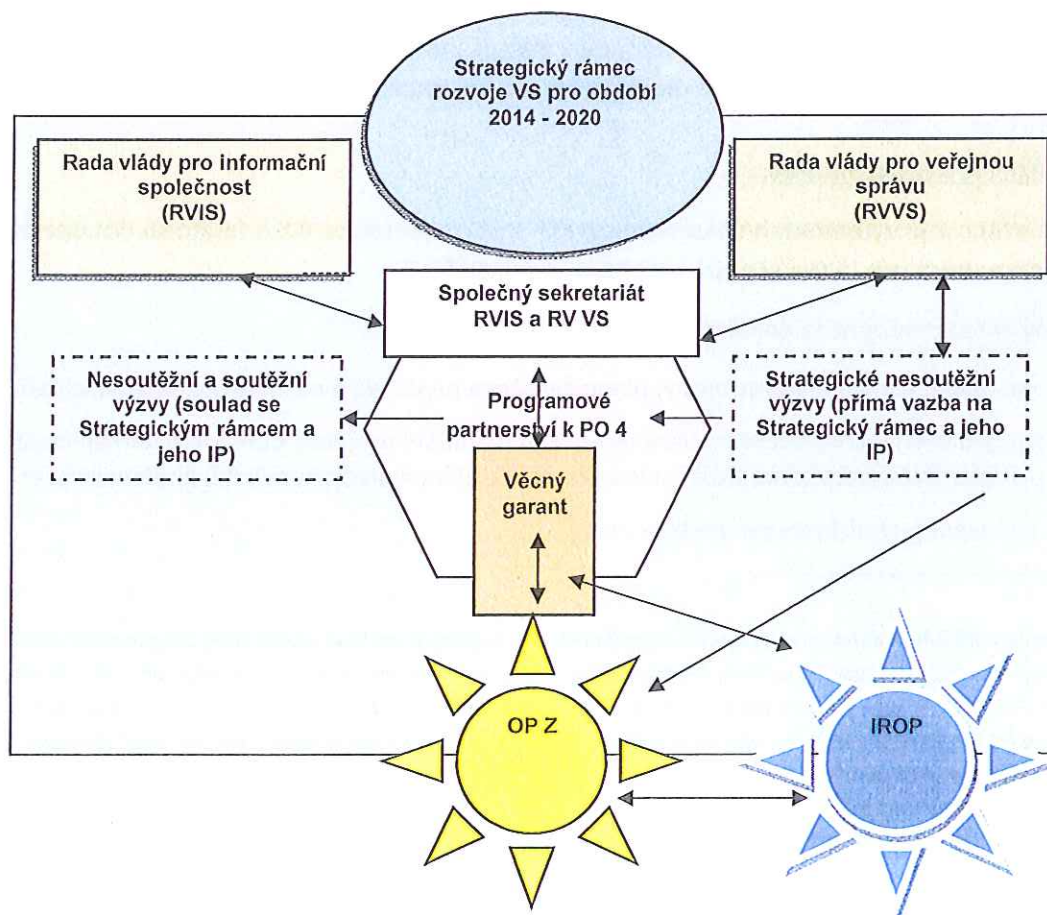 Strategický rámec
rozvoje VS pro období
2014 - 2020
Rada vlády pro informační
společnost
(RVIS)
Rada vlády pro veřejnou
správu
(RVVS)
Společný sekretariát
RVIS a RV VS
Nesoutěžní a soutěžní
výzvy (soulad se
Strategickým rámcem a
jeho IP)
Programové
partnerství k PO 4
Strategické nesoutěžní
výzvy (přímá vazba na
Strategický rámec a jeho
IP)
Věcný
garant
OP Z
IROP